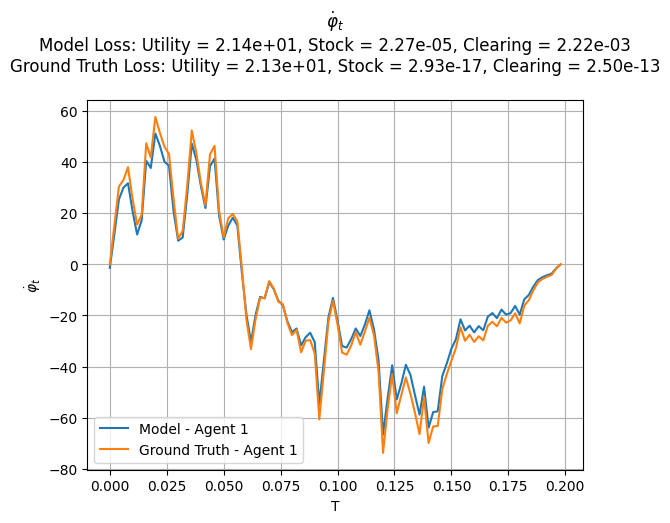 φ̇ₜ
Model Loss: Utility = 2.14e+01, Stock = 2.27e-05, Clearing = 2.22e-03
Ground Truth Loss: Utility = 2.13e+01, Stock = 2.93e-17, Clearing = 2.50e-13
60
40
20
0
−20
−40
−60
−80
φ̇ₜ
Model - Agent 1
Ground Truth - Agent 1
0.000 0.025 0.050 0.075 0.100 0.125 0.150 0.175 0.200
T